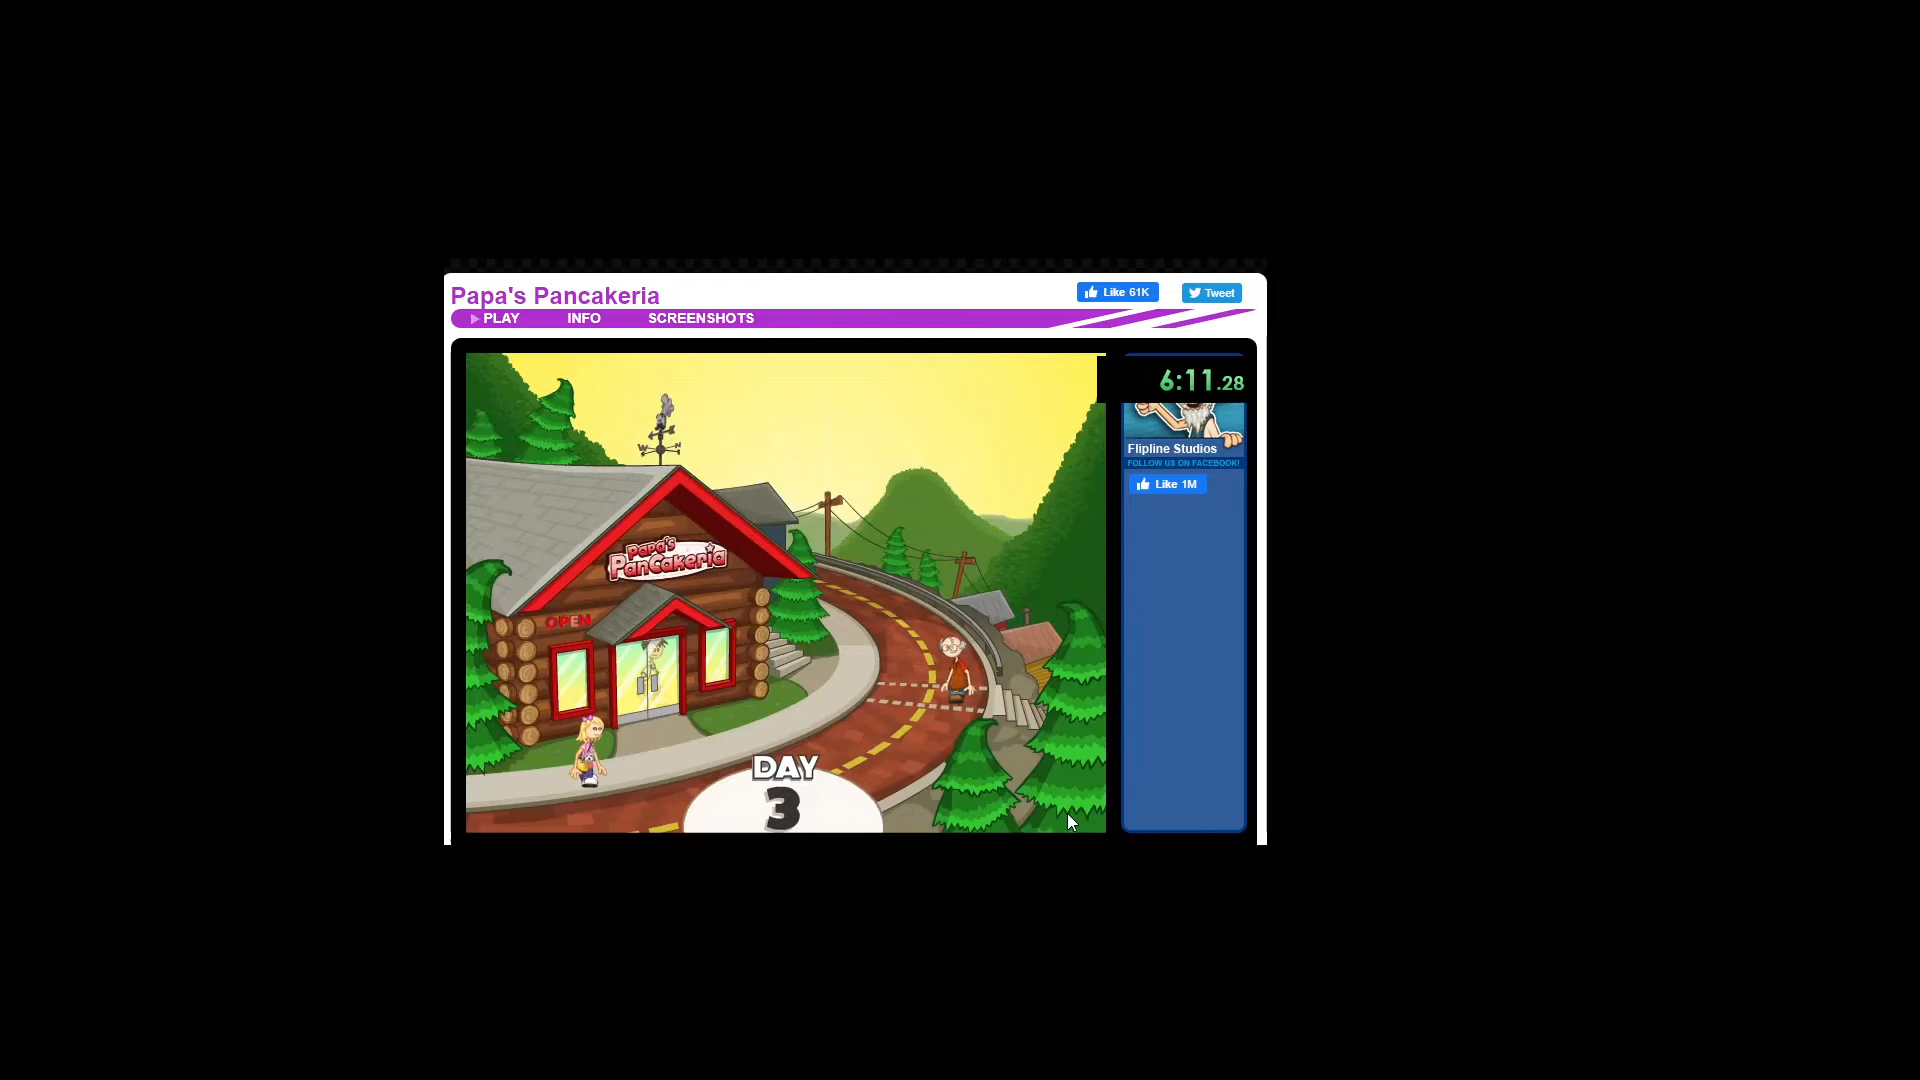 Papa's Pancakeria
Like 61K
Tweet
PLAY
INFO
SCREENSHOTS
6:11.28
Flipline Studios
FOLLOW US ON FACEBOOK!
Like 1M
W
N
Papa's
PanCakeria
OPEN
DAY
3